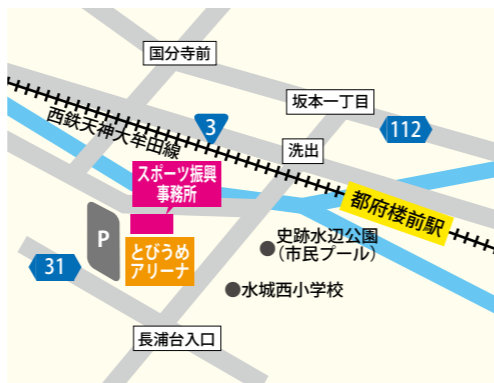 国分寺前
坂本一丁目
3
112
西鉄天神大牟田線
洗出
スポーツ振興
事務所
都府楼前駅
P
とびうめ
アリーナ
史跡水辺公園
（市民プール）
31
水城西小学校
長浦台入口